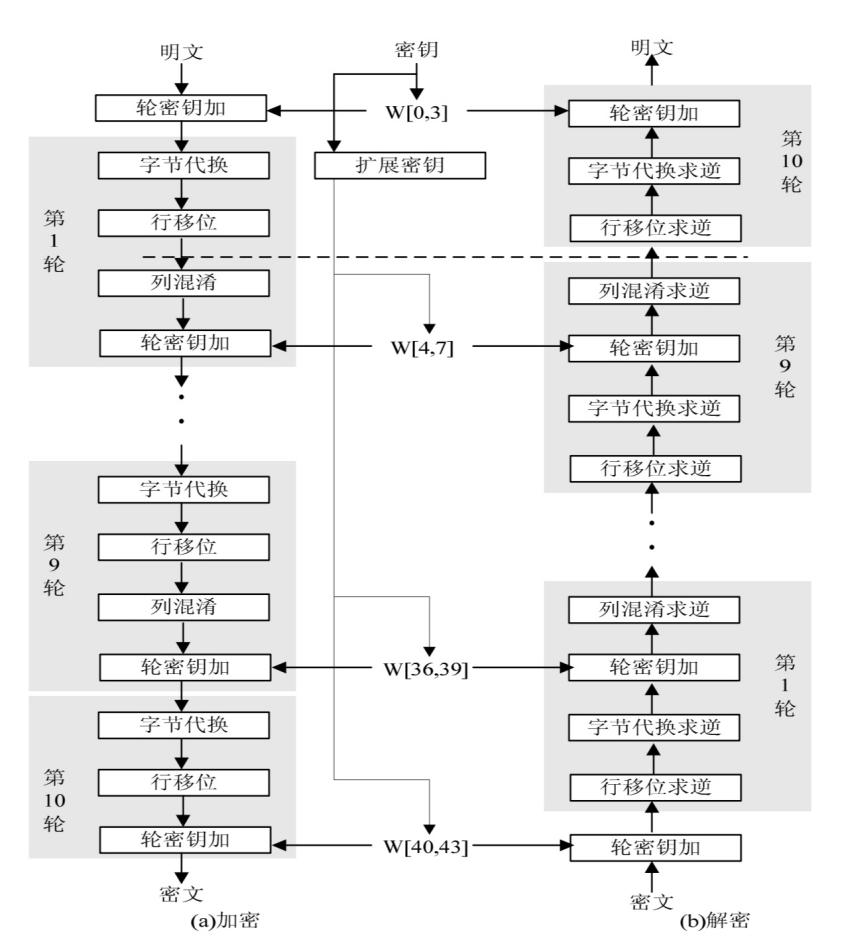 明文
轮密钥加
第1轮
字节代换
行移位
列混淆
轮密钥加
第9轮
字节代换
行移位
列混淆
轮密钥加
第10轮
字节代换
行移位
轮密钥加
密文
(a)加密
密钥
W[0,3]
扩展密钥
W[4,7]
W[36,39]
W[40,43]
明文
轮密钥加
字节代换求逆
行移位求逆
第10轮
列混淆求逆
轮密钥加
字节代换求逆
行移位求逆
第9轮
列混淆求逆
轮密钥加
字节代换求逆
行移位求逆
第1轮
轮密钥加
密文
(b)解密